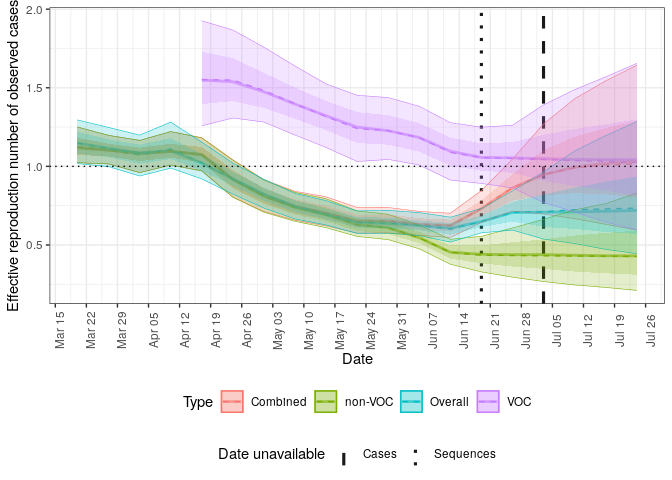 Effective reproduction number of observed cases
2.0
1.5
1.0
0.5
Mar 15
Mar 22
Mar 29
Apr 05
Apr 12
Apr 19
Apr 26
May 03
May 10
May 17
May 24
May 31
Jun 07
Jun 14
Jun 21
Jun 28
Jul 05
Jul 12
Jul 19
Jul 26
Date
Type Combined non-VOC Overall VOC
Date unavailable Cases Sequences